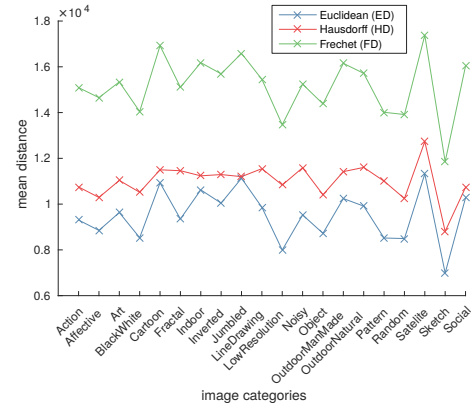 ×10⁴
Euclidean (ED)
Hausdorff (HD)
Frechet (FD)
1.8
1.6
1.4
1.2
1
0.8
0.6
mean distance
Action
Affective
Art
BlackWhite
Cartoon
Fractal
Indoor
Inverted
Jumbled
LineDrawing
LowResolution
Noisy
Object
OutdoorManMade
OutdoorNatural
Pattern
Random
Satelite
Sketch
Social
image categories